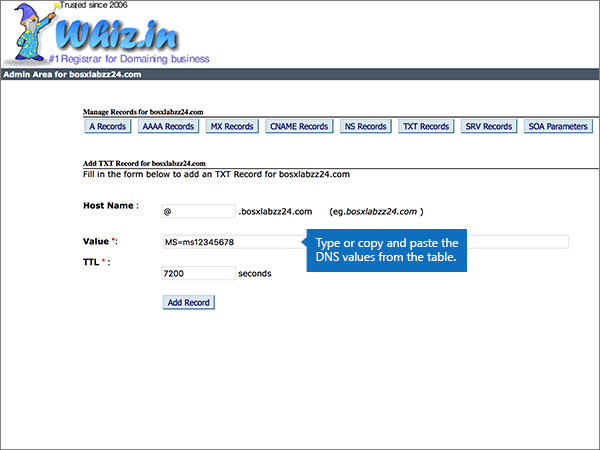 Trusted since 2006
Whiz.in
#1 Registrar for Domaining business
Admin Area for bosxlabzz24.com
Manage Records for bosxlabzz24.com
A Records AAAA Records MX Records CNAME Records NS Records TXT Records SRV Records SOA Parameters
Add TXT Record for bosxlabzz24.com
Fill in the form below to add an TXT Record for bosxlabzz24.com
Host Name : @ .bosxlabzz24.com (eg.bosxlabzz24.com )
Value *: MS=ms12345678
Type or copy and paste the
DNS values from the table.
TTL * :
7200 seconds
Add Record